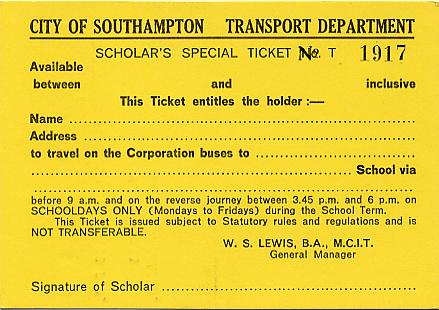 CITY OF SOUTHAMPTON TRANSPORT DEPARTMENT
SCHOLAR'S SPECIAL TICKET No. T 1917
Available
between and inclusive
This Ticket entitles the holder :—
Name ........................................
Address ........................................
to travel on the Corporation buses to ........................................
........................................ School via
........................................
before 9 a.m. and on the reverse journey between 3.45 p.m. and 6 p.m. on
SCHOOLDAYS ONLY (Mondays to Fridays) during the School Term.
This Ticket is issued subject to Statutory rules and regulations and is
NOT TRANSFERABLE.
W. S. LEWIS, B.A., M.C.I.T.
General Manager
Signature of Scholar ........................................